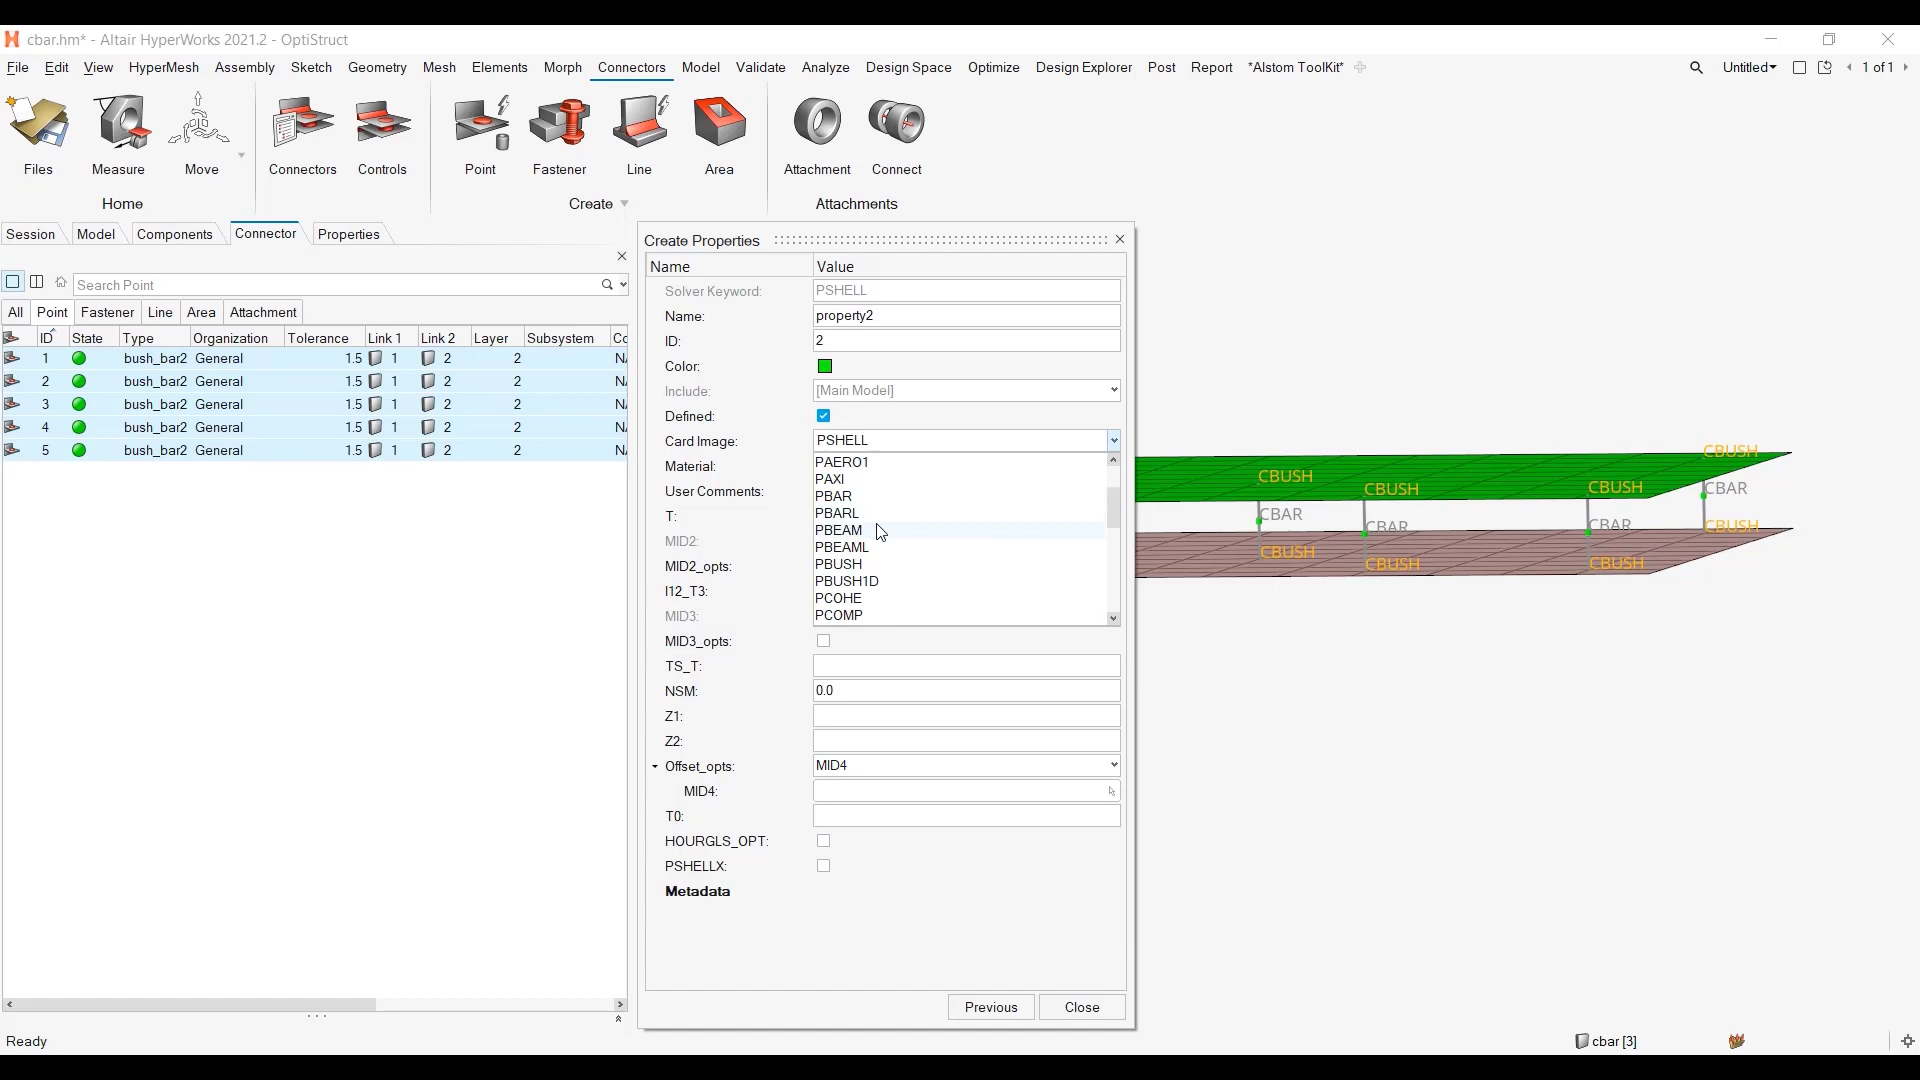 cbar.hm* - Altair HyperWorks 2021.2 - OptiStruct
File Edit View HyperMesh Assembly Sketch Geometry Mesh Elements Morph Connectors Model Validate Analyze Design Space Optimize Design Explorer Post Report *Alstom ToolKit* Untitled 1 of 1
Files Measure Move Connectors Controls Point Fastener Line Area Attachment Connect
Home Create Attachments
Session Model Components Connector Properties
Search Point
All Point Fastener Line Area Attachment
ID State Type Organization Tolerance Link 1 Link 2 Layer Subsystem Cc
1 bush_bar2 General 1.5 1 2 2 N/
2 bush_bar2 General 1.5 1 2 2 N/
3 bush_bar2 General 1.5 1 2 2 N/
4 bush_bar2 General 1.5 1 2 2 N/
5 bush_bar2 General 1.5 1 2 2 N/
Create Properties
Name Value
Solver Keyword: PSHELL
Name: property2
ID: 2
Color:
Include: [Main Model]
Defined:
Card Image: PSHELL
Material:
User Comments:
T:
MID2:
MID2_opts:
I12_T3:
MID3:
PAERO1
PAXI
PBAR
PBARL
PBEAM
PBEAML
PBUSH
PBUSH1D
PCOHE
PCOMP
MID3_opts:
TS_T:
NSM: 0.0
Z1:
Z2:
Offset_opts: MID4
MID4:
T0:
HOURGLS_OPT:
PSHELLX:
Metadata
Previous Close
CBUSH
CBUSH
CBUSH
CBUSH
CBAR
CBAR
CBAR
CBAR
CBUSH
CBUSH
CBUSH
CBUSH
Ready
cbar [3]